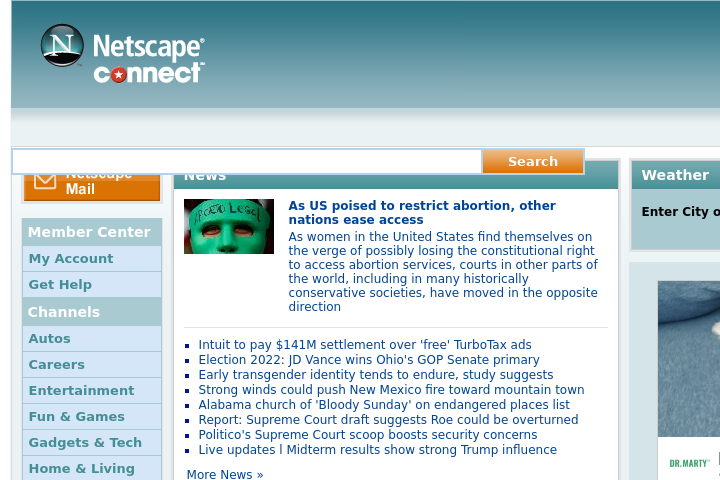 Netscape®
connect™
Search
Netscape
Mail
News
Weather
Enter City o
ABORTO LEGAL
As US poised to restrict abortion, other
nations ease access
As women in the United States find themselves on
the verge of possibly losing the constitutional right
to access abortion services, courts in other parts of
the world, including in many historically
conservative societies, have moved in the opposite
direction
Member Center
My Account
Get Help
Channels
Autos
Careers
Entertainment
Fun & Games
Gadgets & Tech
Home & Living
Intuit to pay $141M settlement over 'free' TurboTax ads
Election 2022: JD Vance wins Ohio's GOP Senate primary
Early transgender identity tends to endure, study suggests
Strong winds could push New Mexico fire toward mountain town
Alabama church of 'Bloody Sunday' on endangered places list
Report: Supreme Court draft suggests Roe could be overturned
Politico's Supreme Court scoop boosts security concerns
Live updates l Midterm results show strong Trump influence
More News »
DR.MARTY™